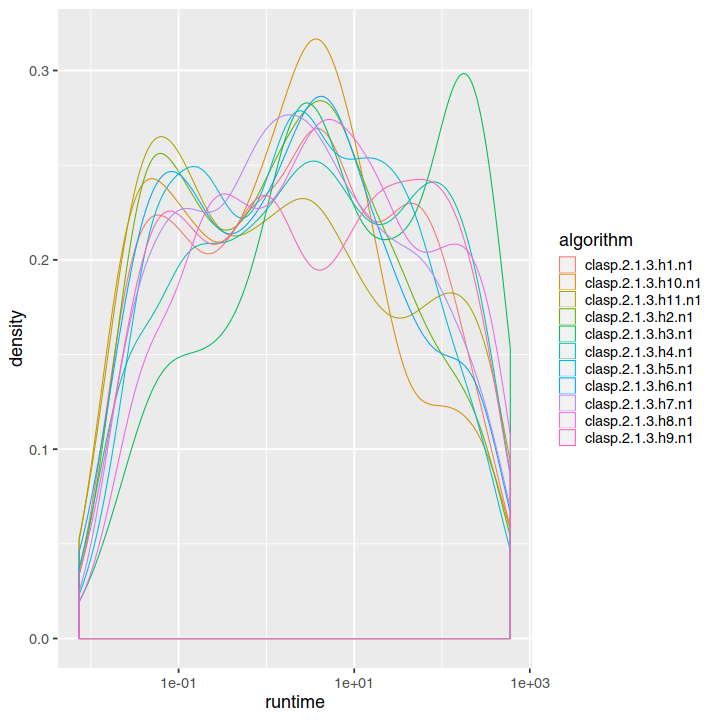 0.3
0.2
0.1
0.0
density
1e-01
1e+01
1e+03
runtime
algorithm
clasp.2.1.3.h1.n1
clasp.2.1.3.h10.n1
clasp.2.1.3.h11.n1
clasp.2.1.3.h2.n1
clasp.2.1.3.h3.n1
clasp.2.1.3.h4.n1
clasp.2.1.3.h5.n1
clasp.2.1.3.h6.n1
clasp.2.1.3.h7.n1
clasp.2.1.3.h8.n1
clasp.2.1.3.h9.n1